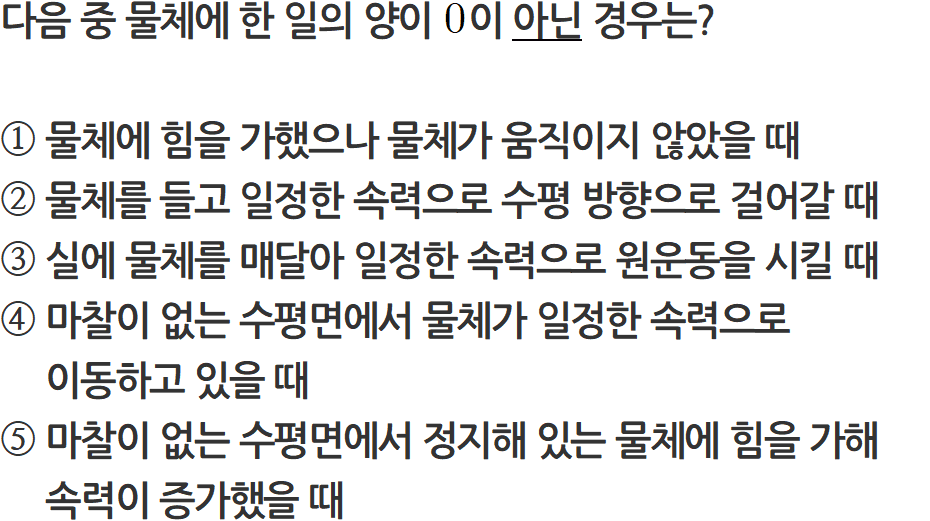 다음 중 물체에 한 일의 양이 0이 아닌 경우는?
① 물체에 힘을 가했으나 물체가 움직이지 않았을 때
② 물체를 들고 일정한 속력으로 수평 방향으로 걸어갈 때
③ 실에 물체를 매달아 일정한 속력으로 원운동을 시킬 때
④ 마찰이 없는 수평면에서 물체가 일정한 속력으로
이동하고 있을 때
⑤ 마찰이 없는 수평면에서 정지해 있는 물체에 힘을 가해
속력이 증가했을 때